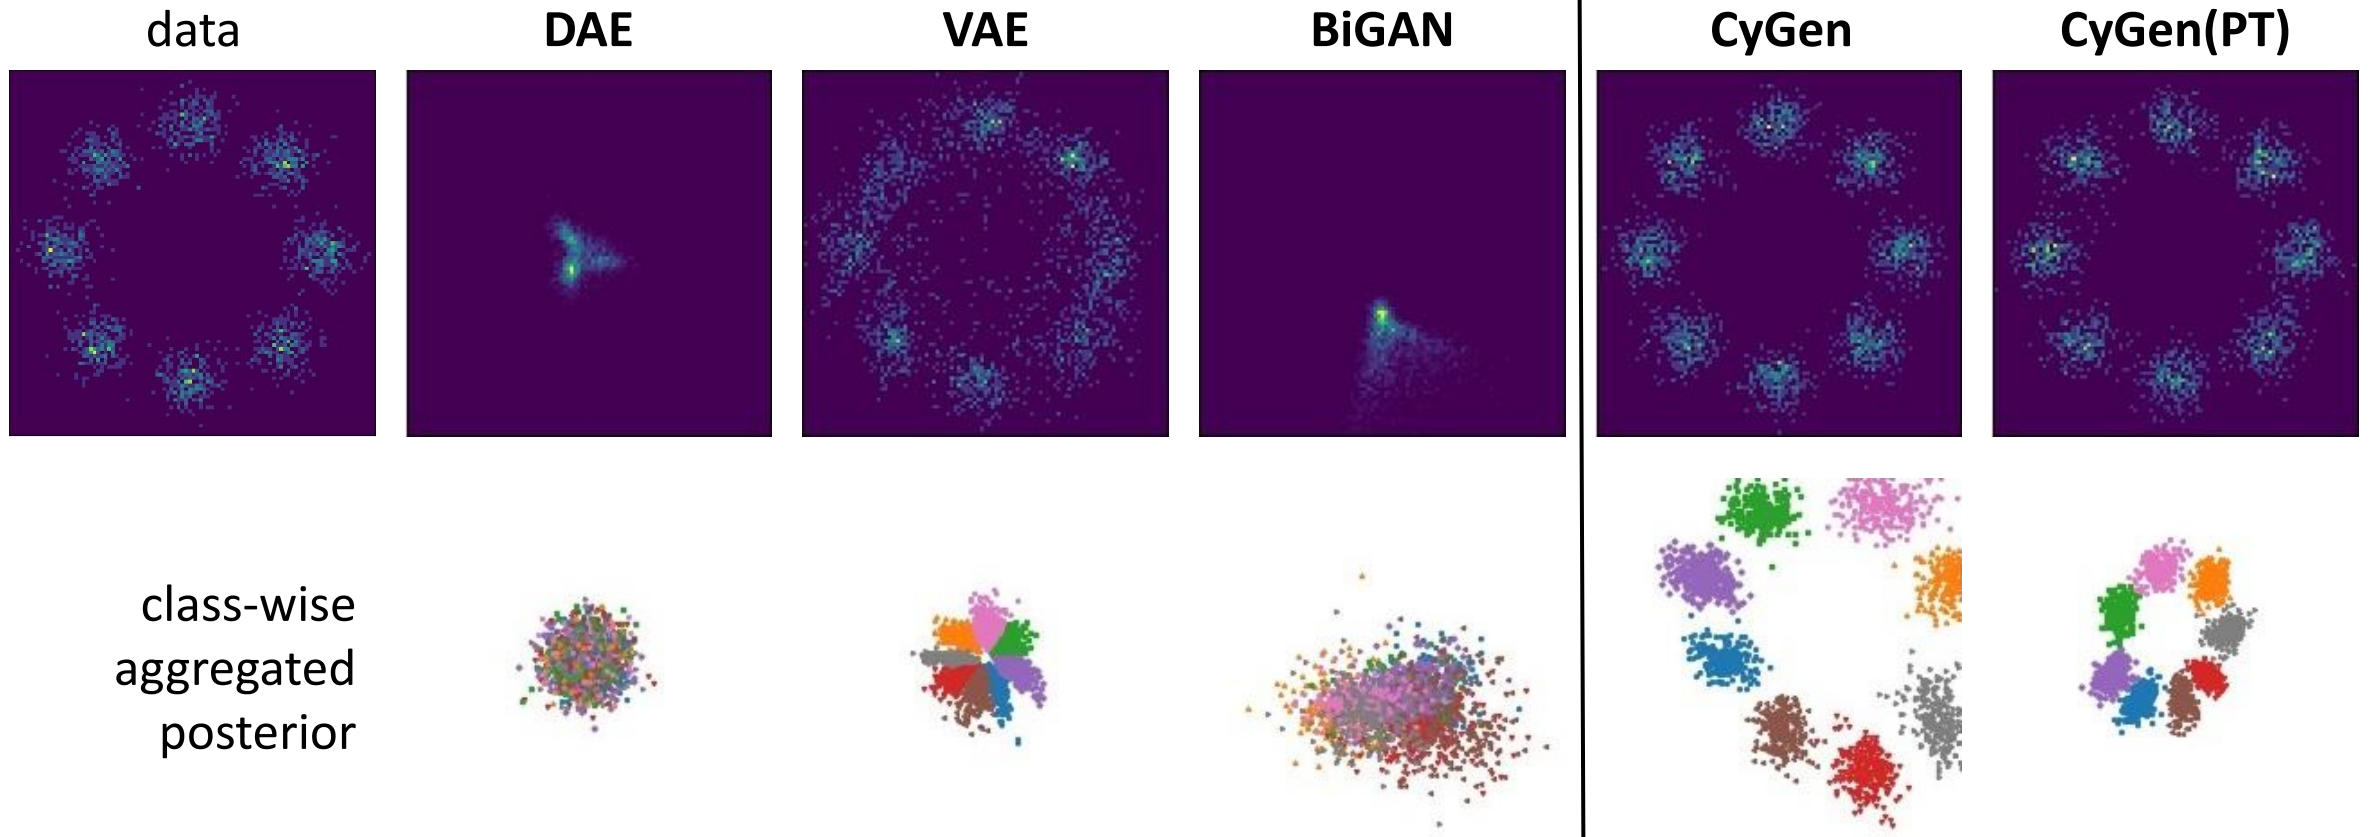 data DAE VAE BiGAN CyGen CyGen(PT)
class-wise
aggregated
posterior